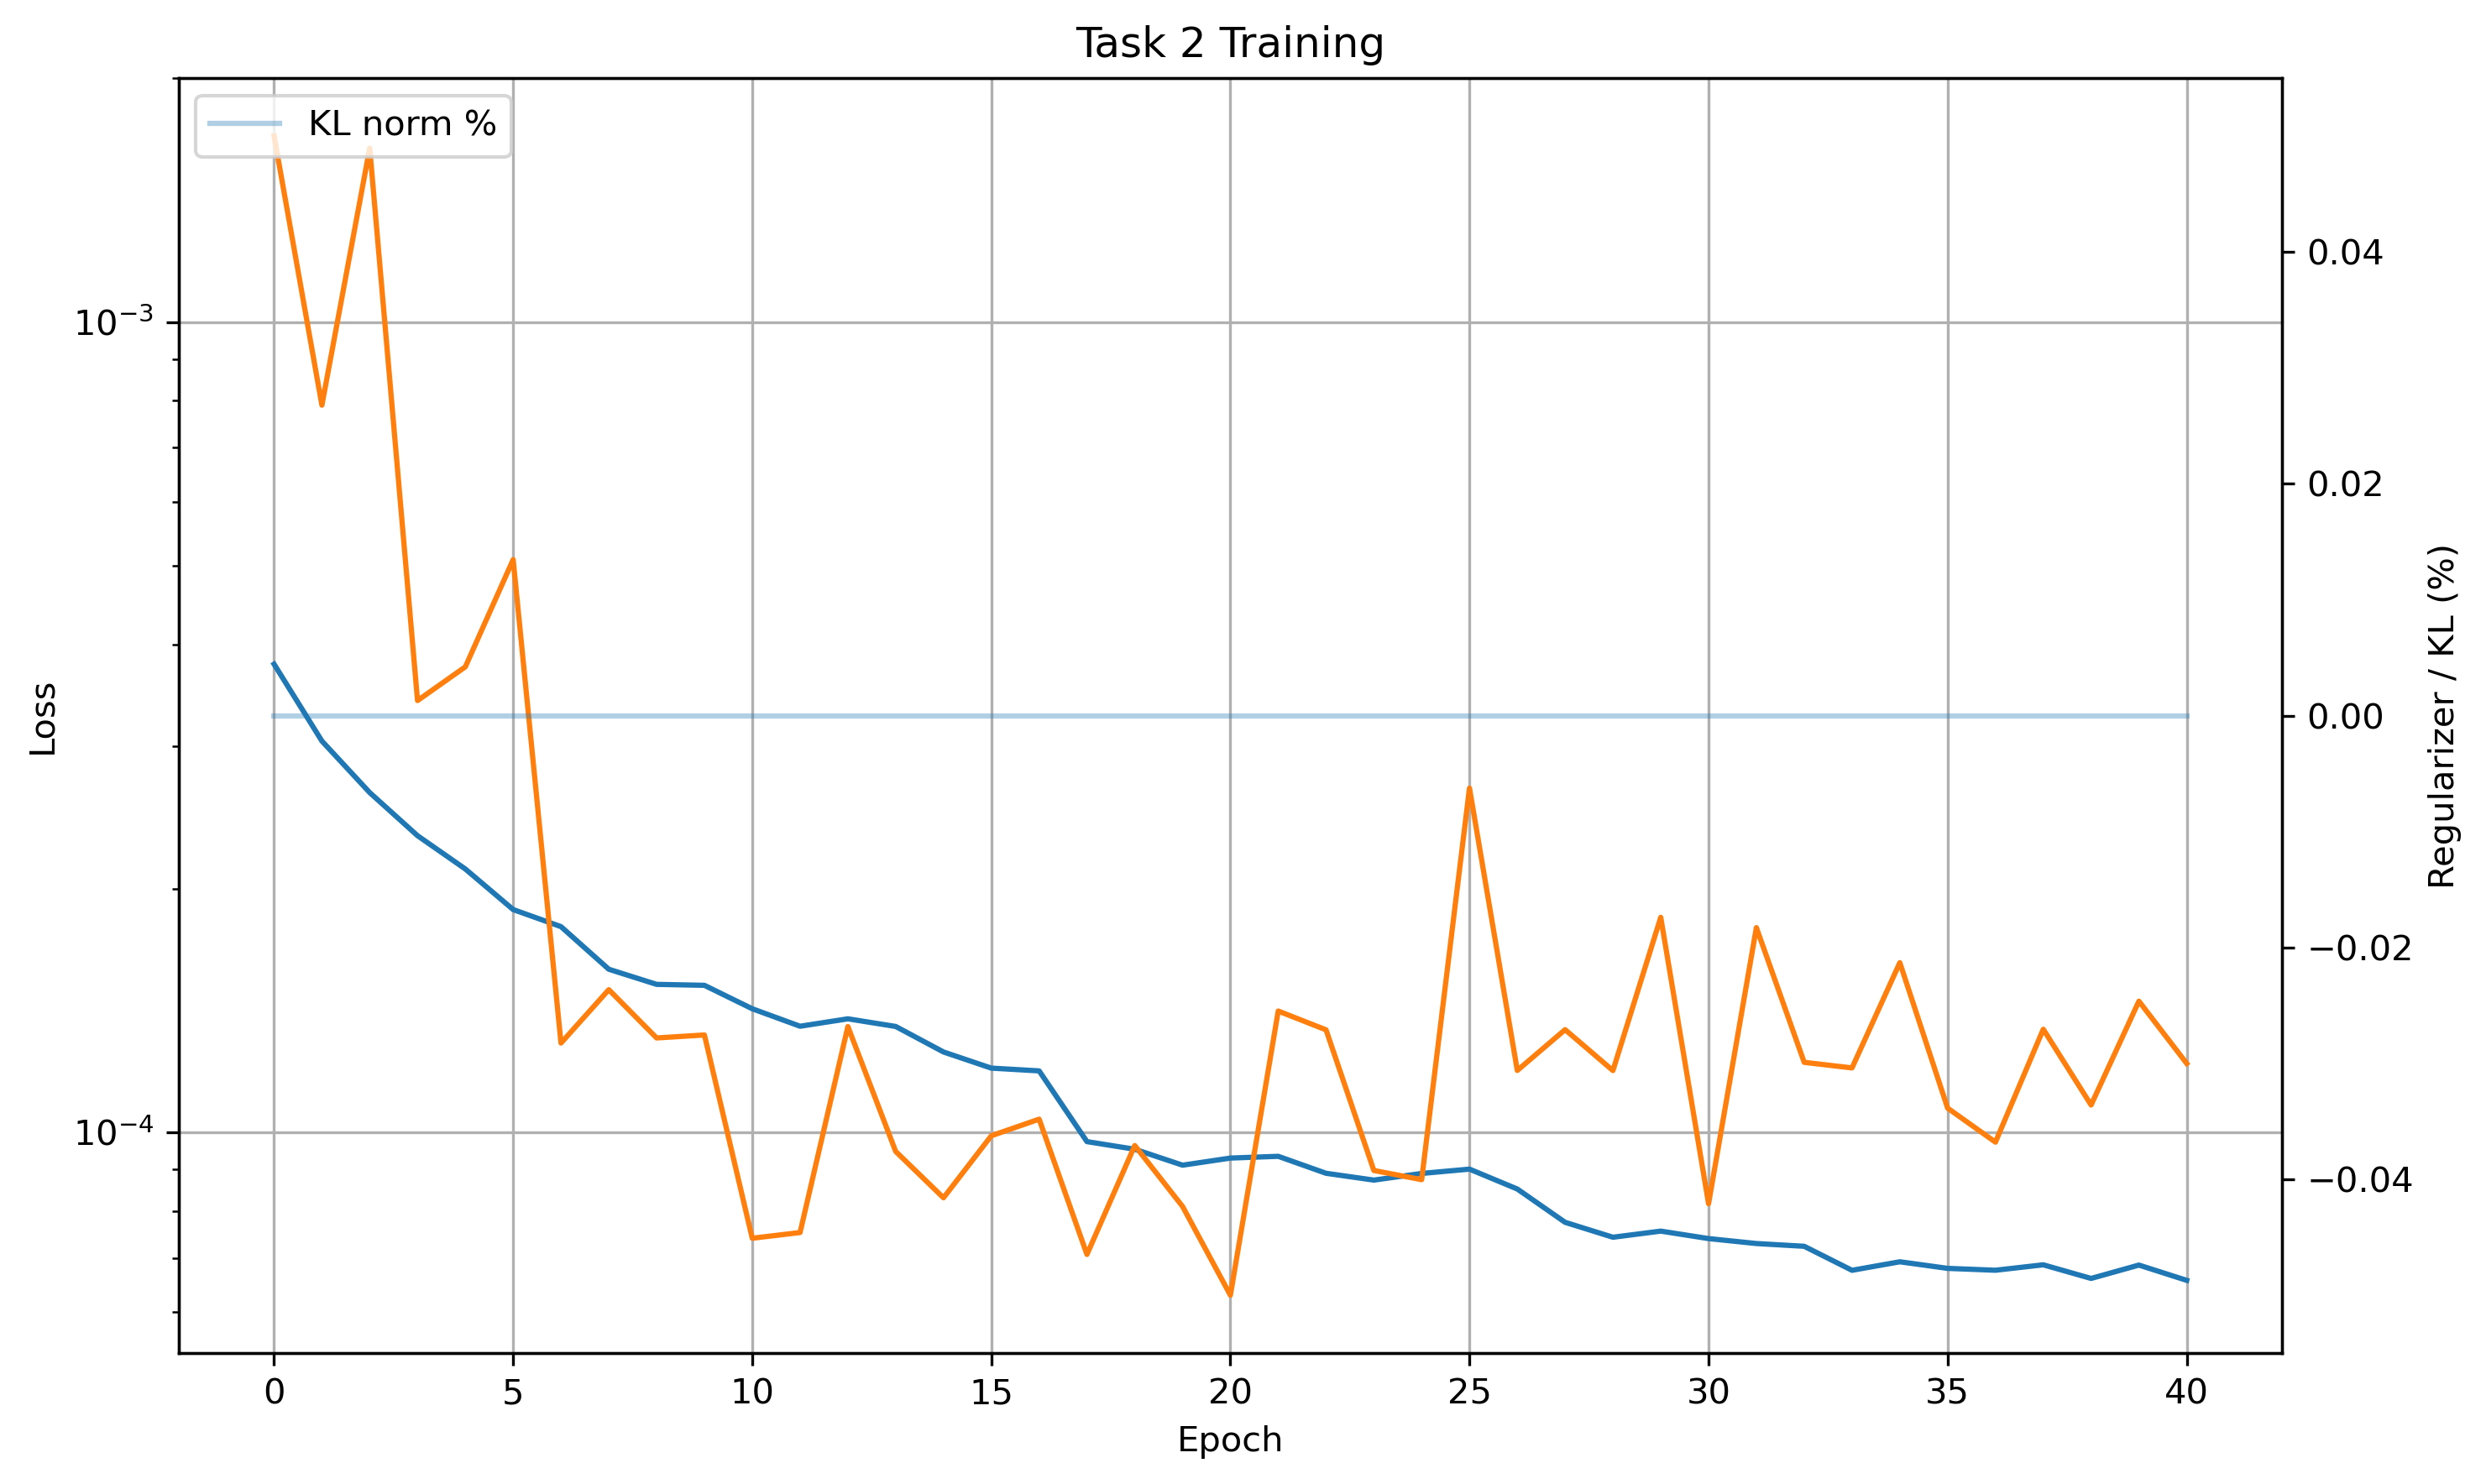 Task 2 Training
KL norm %
Loss
10⁻³
10⁻⁴
0.04
0.02
0.00
−0.02
−0.04
Regularizer / KL (%)
0 5 10 15 20 25 30 35 40
Epoch